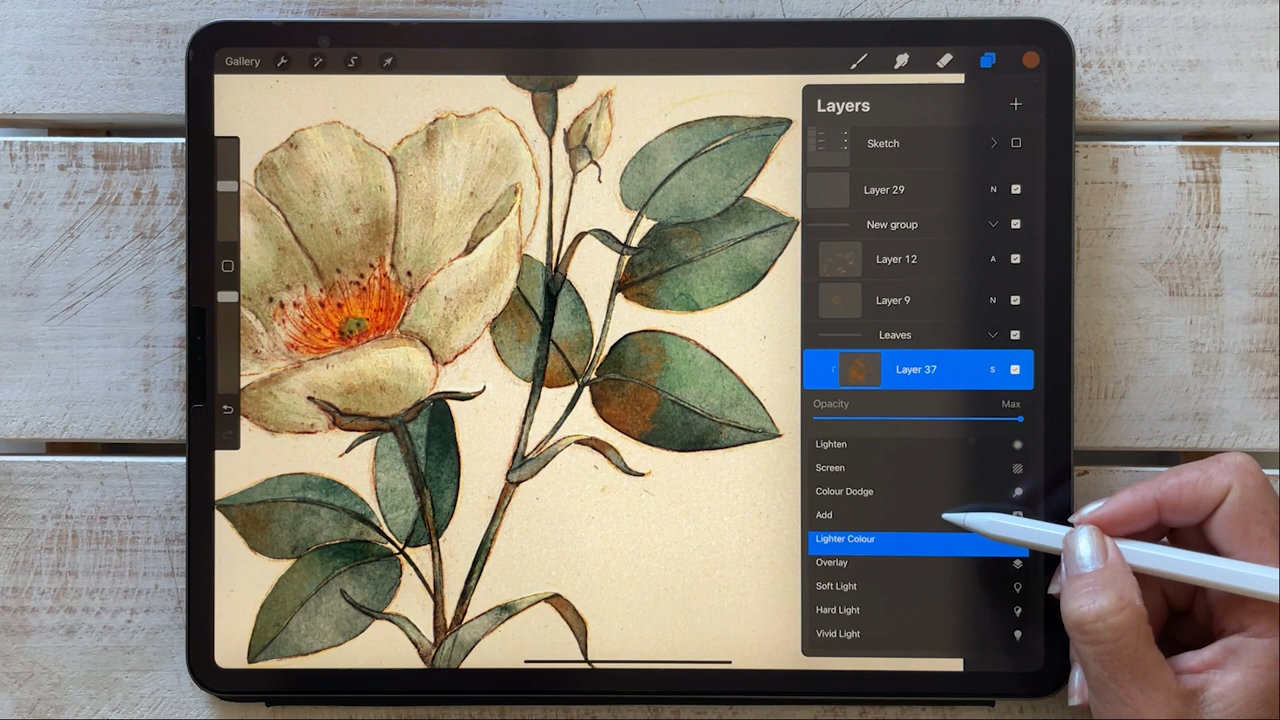 Gallery
Layers
Sketch
Layer 29 N
New group
Layer 12 A
Layer 9 N
Leaves
Layer 37 S
Opacity Max
Lighten
Screen
Colour Dodge
Add
Lighter Colour
Overlay
Soft Light
Hard Light
Vivid Light